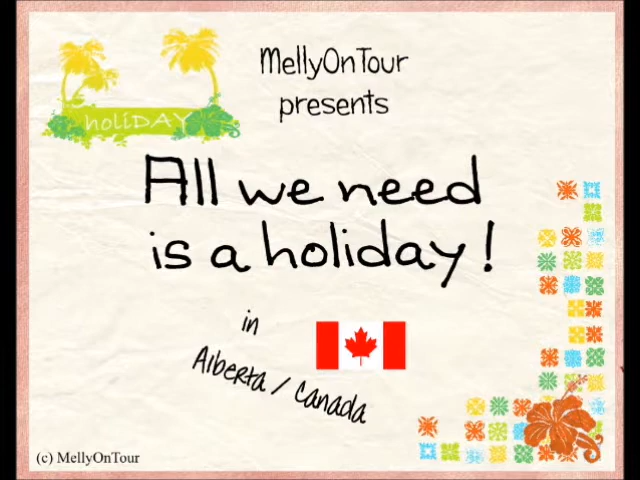 MellyOnTour
presents
holiDAY
All we need
is a holiday !
in
Alberta / Canada
(c) MellyOnTour